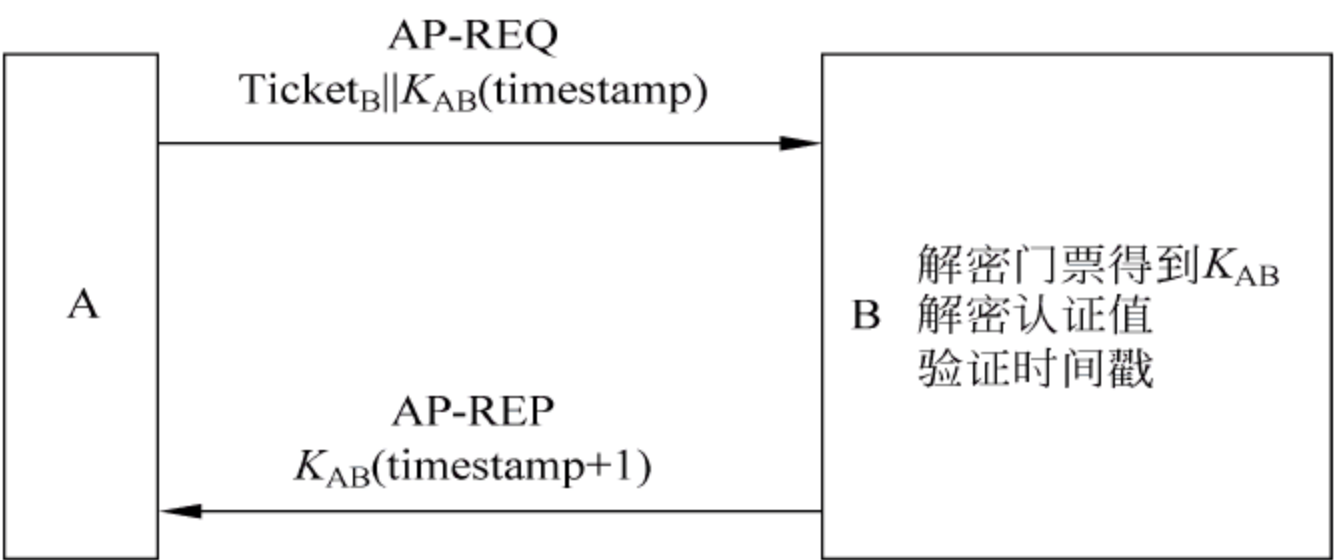 AP-REQ
Ticket_B||K_AB(timestamp)
A
B
解密门票得到K_AB
解密认证值
验证时间戳
AP-REP
K_AB(timestamp+1)